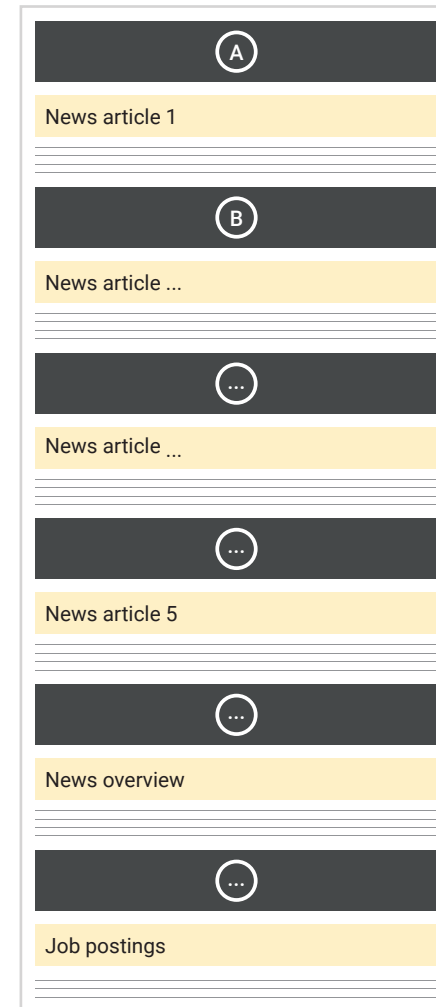 A
News article 1
B
News article ...
...
News article ...
...
News article 5
...
News overview
...
Job postings